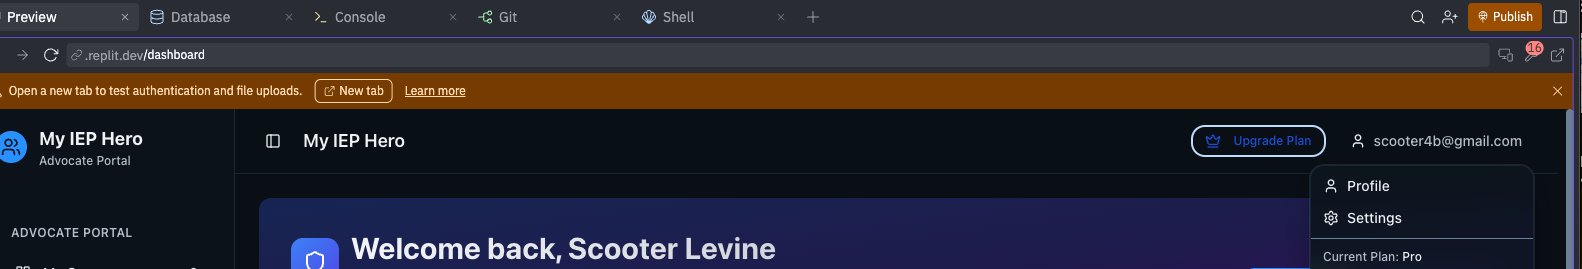 Preview
Database
Console
Git
Shell
Publish
.replit.dev/dashboard
16
Open a new tab to test authentication and file uploads.
New tab
Learn more
My IEP Hero
Advocate Portal
My IEP Hero
Upgrade Plan
scooter4b@gmail.com
Profile
Settings
ADVOCATE PORTAL
Welcome back, Scooter Levine
Current Plan: Pro